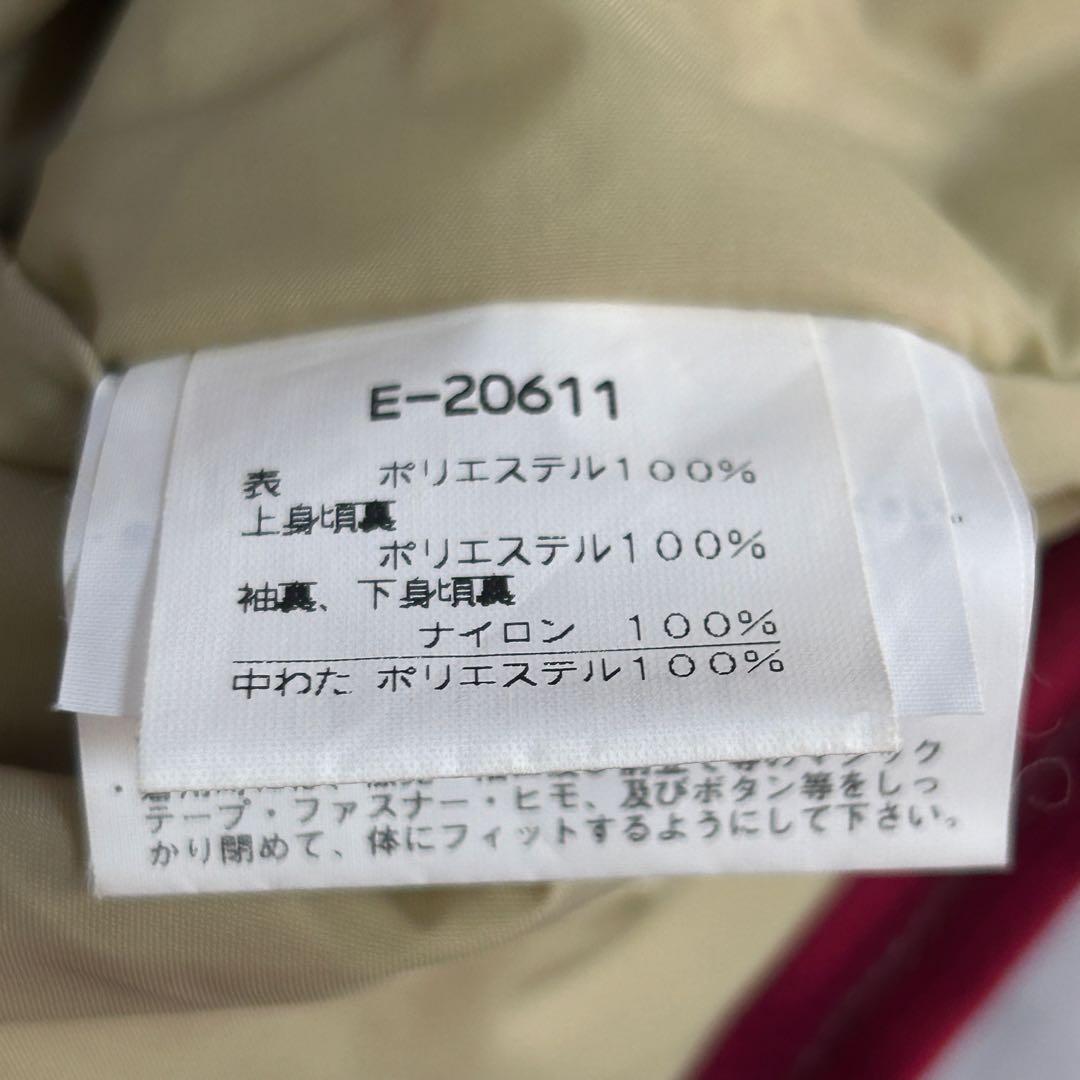 E-20611
表 ポリエステル１００％
上身頃裏
ポリエステル１００％
袖裏、下身頃裏
ナイロン １００％
中わた ポリエステル１００％
マジック
テープ・ファスナー・ヒモ、及びボタン等をしっ
かり閉めて、体にフィットするようにして下さい。